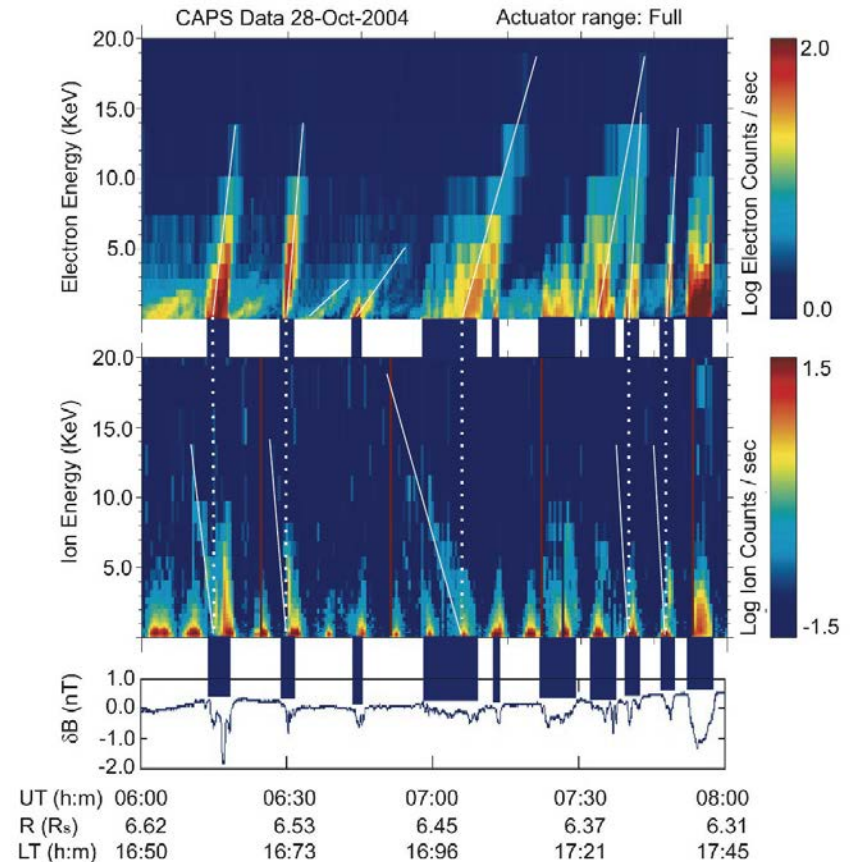 CAPS Data 28-Oct-2004 Actuator range: Full
20.0
15.0
10.0
5.0
Electron Energy (KeV)
2.0
0.0
Log Electron Counts / sec
20.0
15.0
10.0
5.0
Ion Energy (KeV)
1.5
-1.5
Log Ion Counts / sec
1.0
0.0
-1.0
-2.0
δB (nT)
UT (h:m) 06:00 06:30 07:00 07:30 08:00
R (Rs) 6.62 6.53 6.45 6.37 6.31
LT (h:m) 16:50 16:73 16:96 17:21 17:45